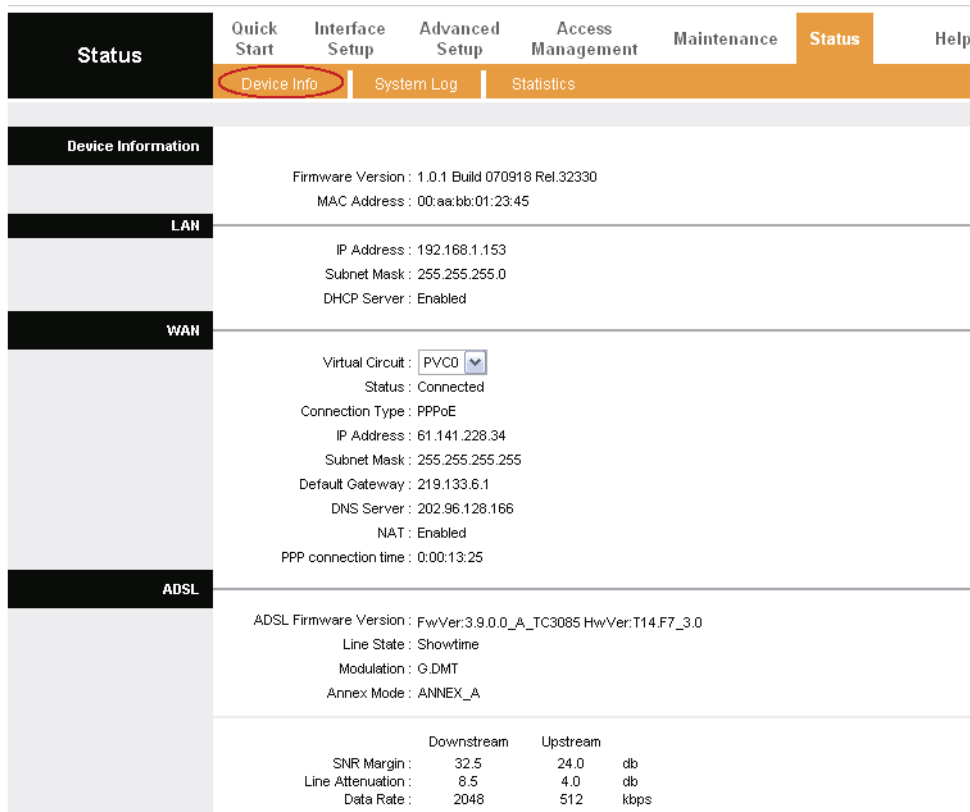 Status
Quick Start
Interface Setup
Advanced Setup
Access Management
Maintenance
Status
Help
Device Info
System Log
Statistics
Device Information
Firmware Version : 1.0.1 Build 070918 Rel.32330
MAC Address : 00:aa:bb:01:23:45
LAN
IP Address : 192.168.1.153
Subnet Mask : 255.255.255.0
DHCP Server : Enabled
WAN
Virtual Circuit : PVC0
Status : Connected
Connection Type : PPPoE
IP Address : 61.141.228.34
Subnet Mask : 255.255.255.255
Default Gateway : 219.133.6.1
DNS Server : 202.96.128.166
NAT : Enabled
PPP connection time : 0:00:13:25
ADSL
ADSL Firmware Version : FwVer:3.9.0.0_A_TC3085 HwVer:T14.F7_3.0
Line State : Showtime
Modulation : G.DMT
Annex Mode : ANNEX_A
Downstream Upstream
SNR Margin : 32.5 24.0 db
Line Attenuation : 8.5 4.0 db
Data Rate : 2048 512 kbps